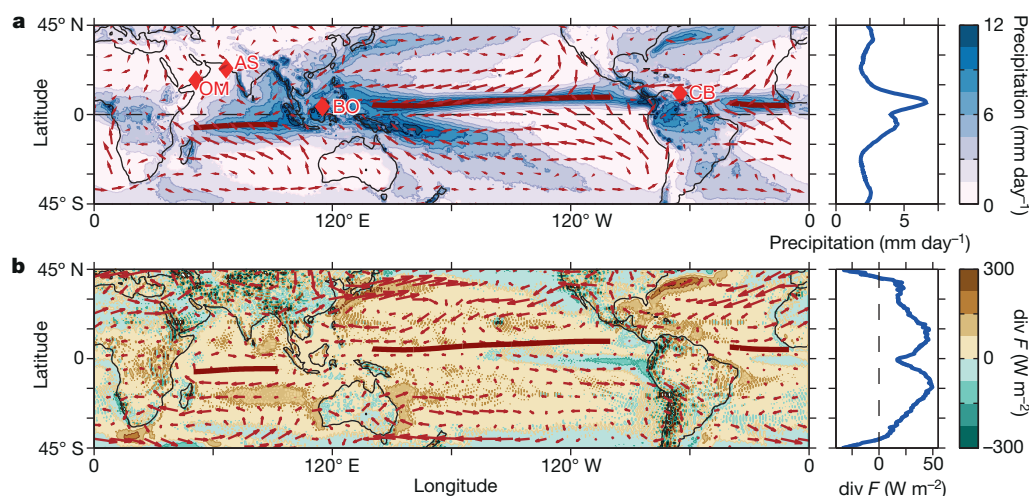 a
45° N
Latitude
0
45° S
OM
AS
BO
CB
0
120° E
120° W
0
0
5
Precipitation (mm day⁻¹)
12
6
0
Precipitation (mm day⁻¹)
b
45° N
Latitude
0
45° S
0
120° E
120° W
0
Longitude
0
50
div F (W m⁻²)
300
0
–300
div F (W m⁻²)